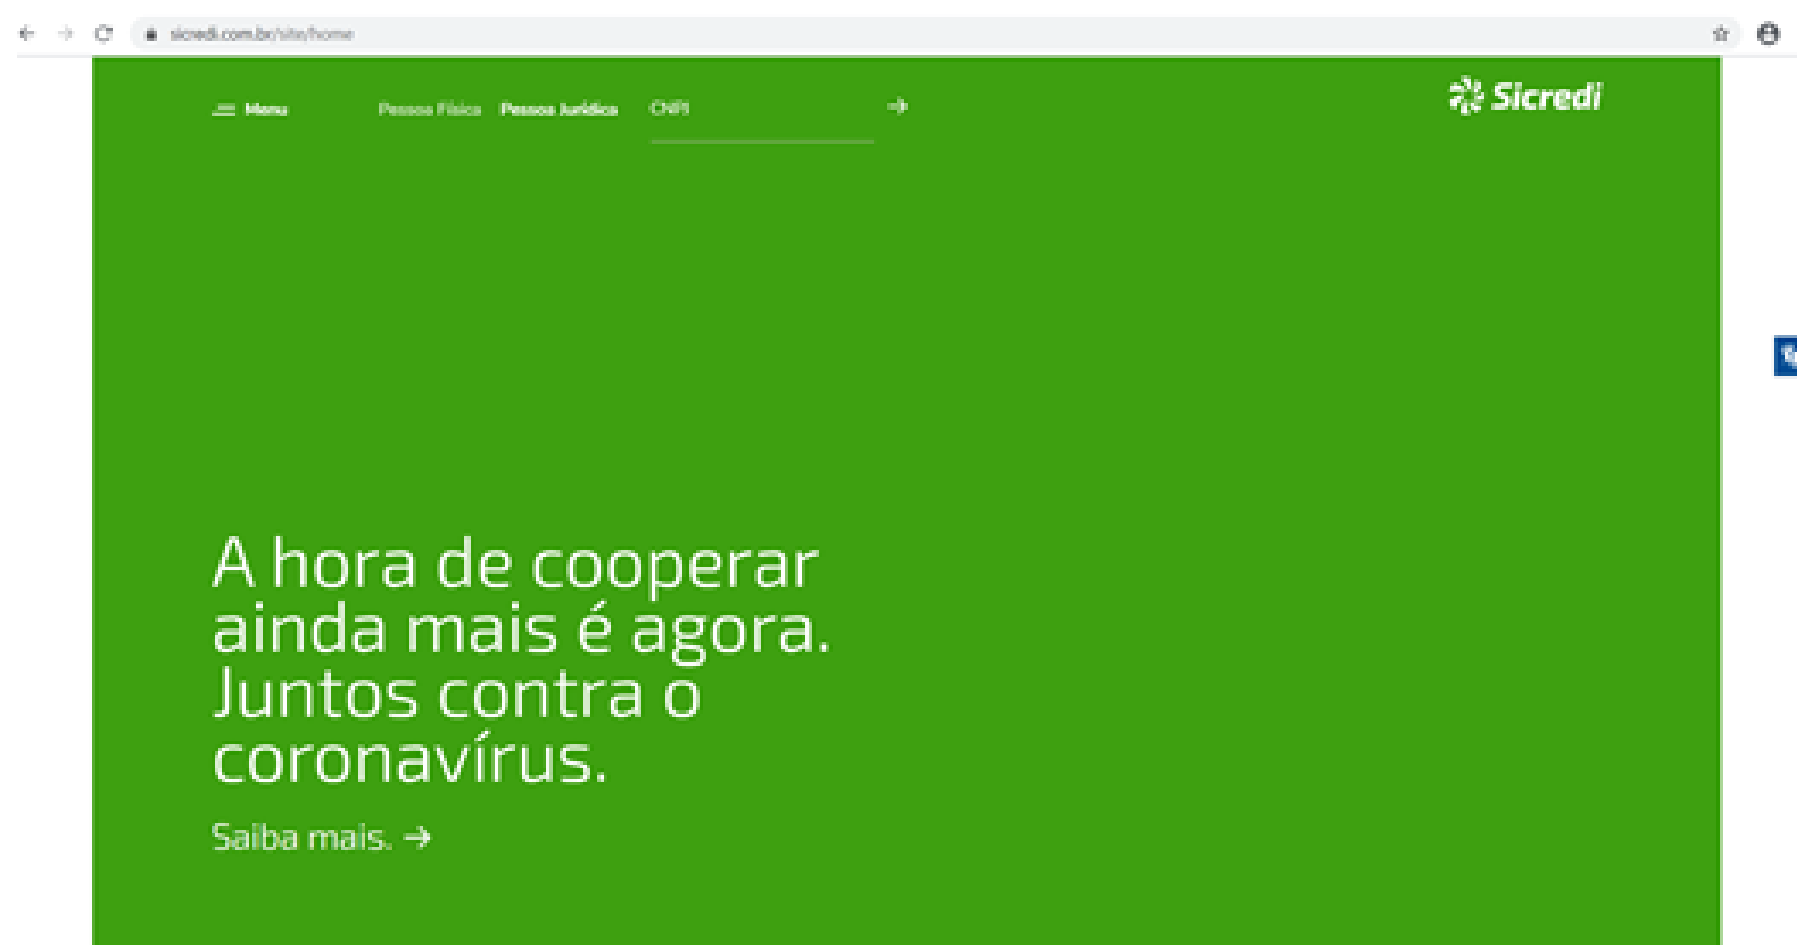 sicredi.com.br/site/home
Menu Pessoa Física Pessoa Jurídica CNPJ
Sicredi
A hora de cooperar
ainda mais é agora.
Juntos contra o
coronavírus.
Saiba mais.